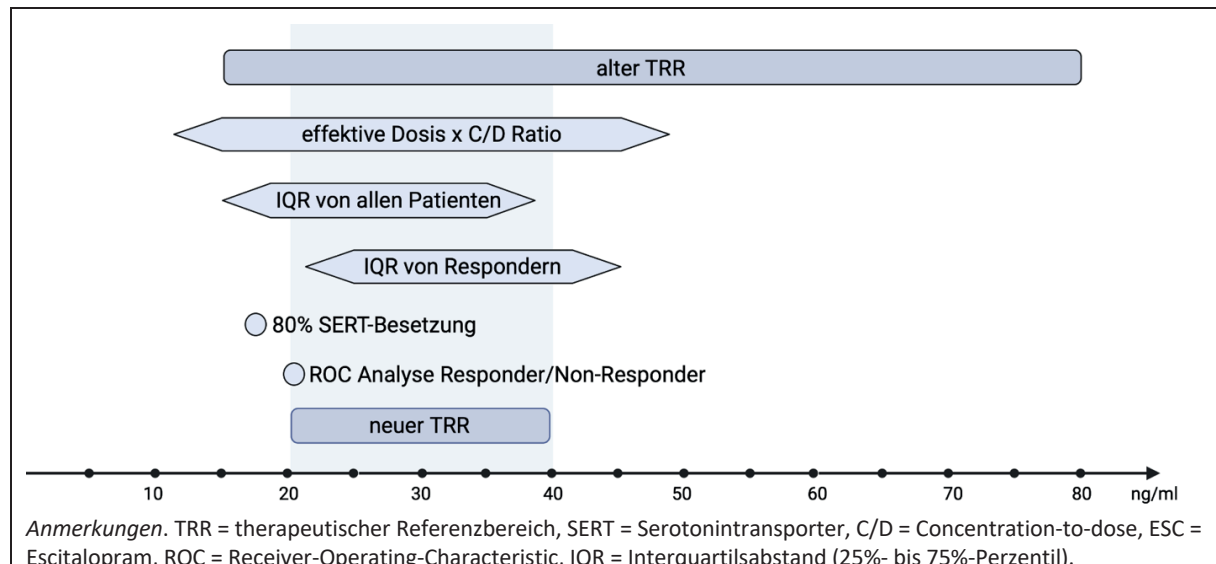 alter TRR
effektive Dosis x C/D Ratio
IQR von allen Patienten
IQR von Respondern
80% SERT-Besetzung
ROC Analyse Responder/Non-Responder
neuer TRR
10 20 30 40 50 60 70 80 ng/ml
Anmerkungen. TRR = therapeutischer Referenzbereich, SERT = Serotonintransporter, C/D = Concentration-to-dose, ESC =
Escitalopram, ROC = Receiver-Operating-Characteristic, IQR = Interquartilsabstand (25%- bis 75%-Perzentil).